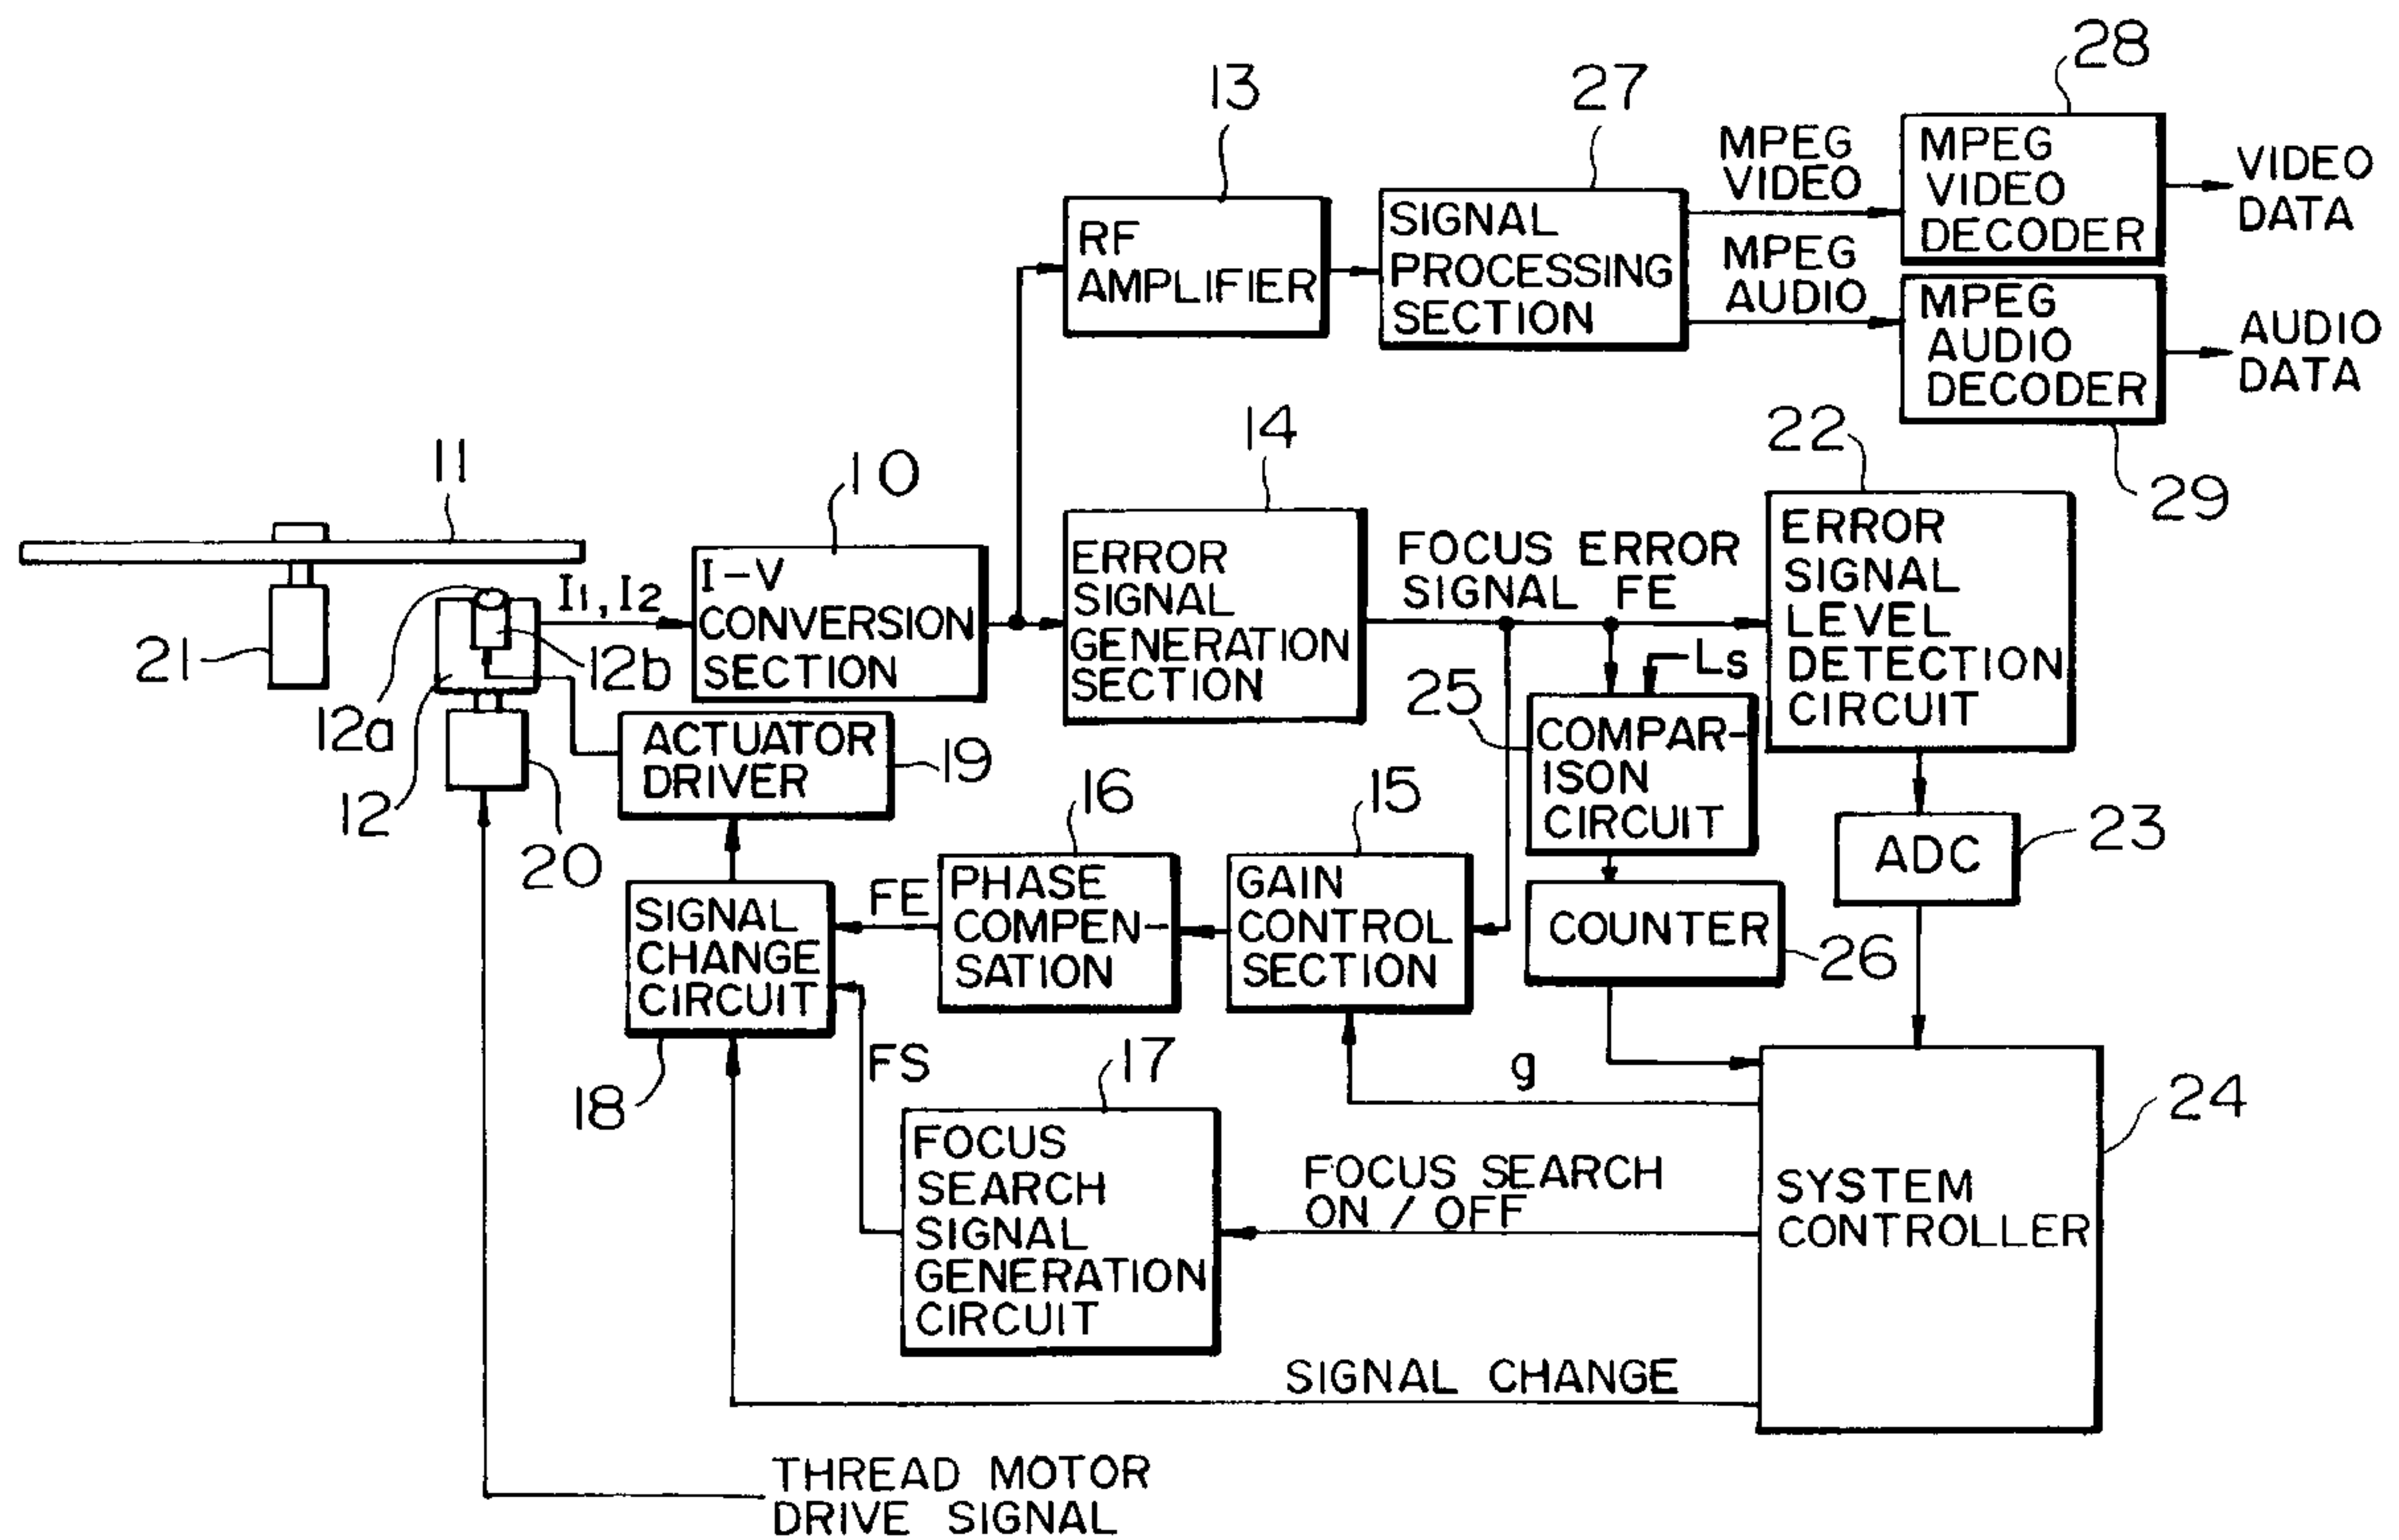 28
13
27
MPEG
VIDEO
MPEG
VIDEO
DECODER
VIDEO
DATA
RF
AMPLIFIER
SIGNAL
PROCESSING
SECTION
MPEG
AUDIO
MPEG
AUDIO
DECODER
AUDIO
DATA
29
11
10
14
22
I-V
CONVERSION
SECTION
I1, I2
ERROR
SIGNAL
GENERATION
SECTION
FOCUS ERROR
SIGNAL FE
ERROR
SIGNAL
LEVEL
DETECTION
CIRCUIT
Ls
21
12b
12a
12
20
ACTUATOR
DRIVER
19
25
COMPAR-
ISON
CIRCUIT
16
15
ADC
23
SIGNAL
CHANGE
CIRCUIT
FE
PHASE
COMPEN-
SATION
GAIN
CONTROL
SECTION
COUNTER
26
18
FS
17
g
24
FOCUS
SEARCH
SIGNAL
GENERATION
CIRCUIT
FOCUS SEARCH
ON / OFF
SYSTEM
CONTROLLER
SIGNAL CHANGE
THREAD MOTOR
DRIVE SIGNAL